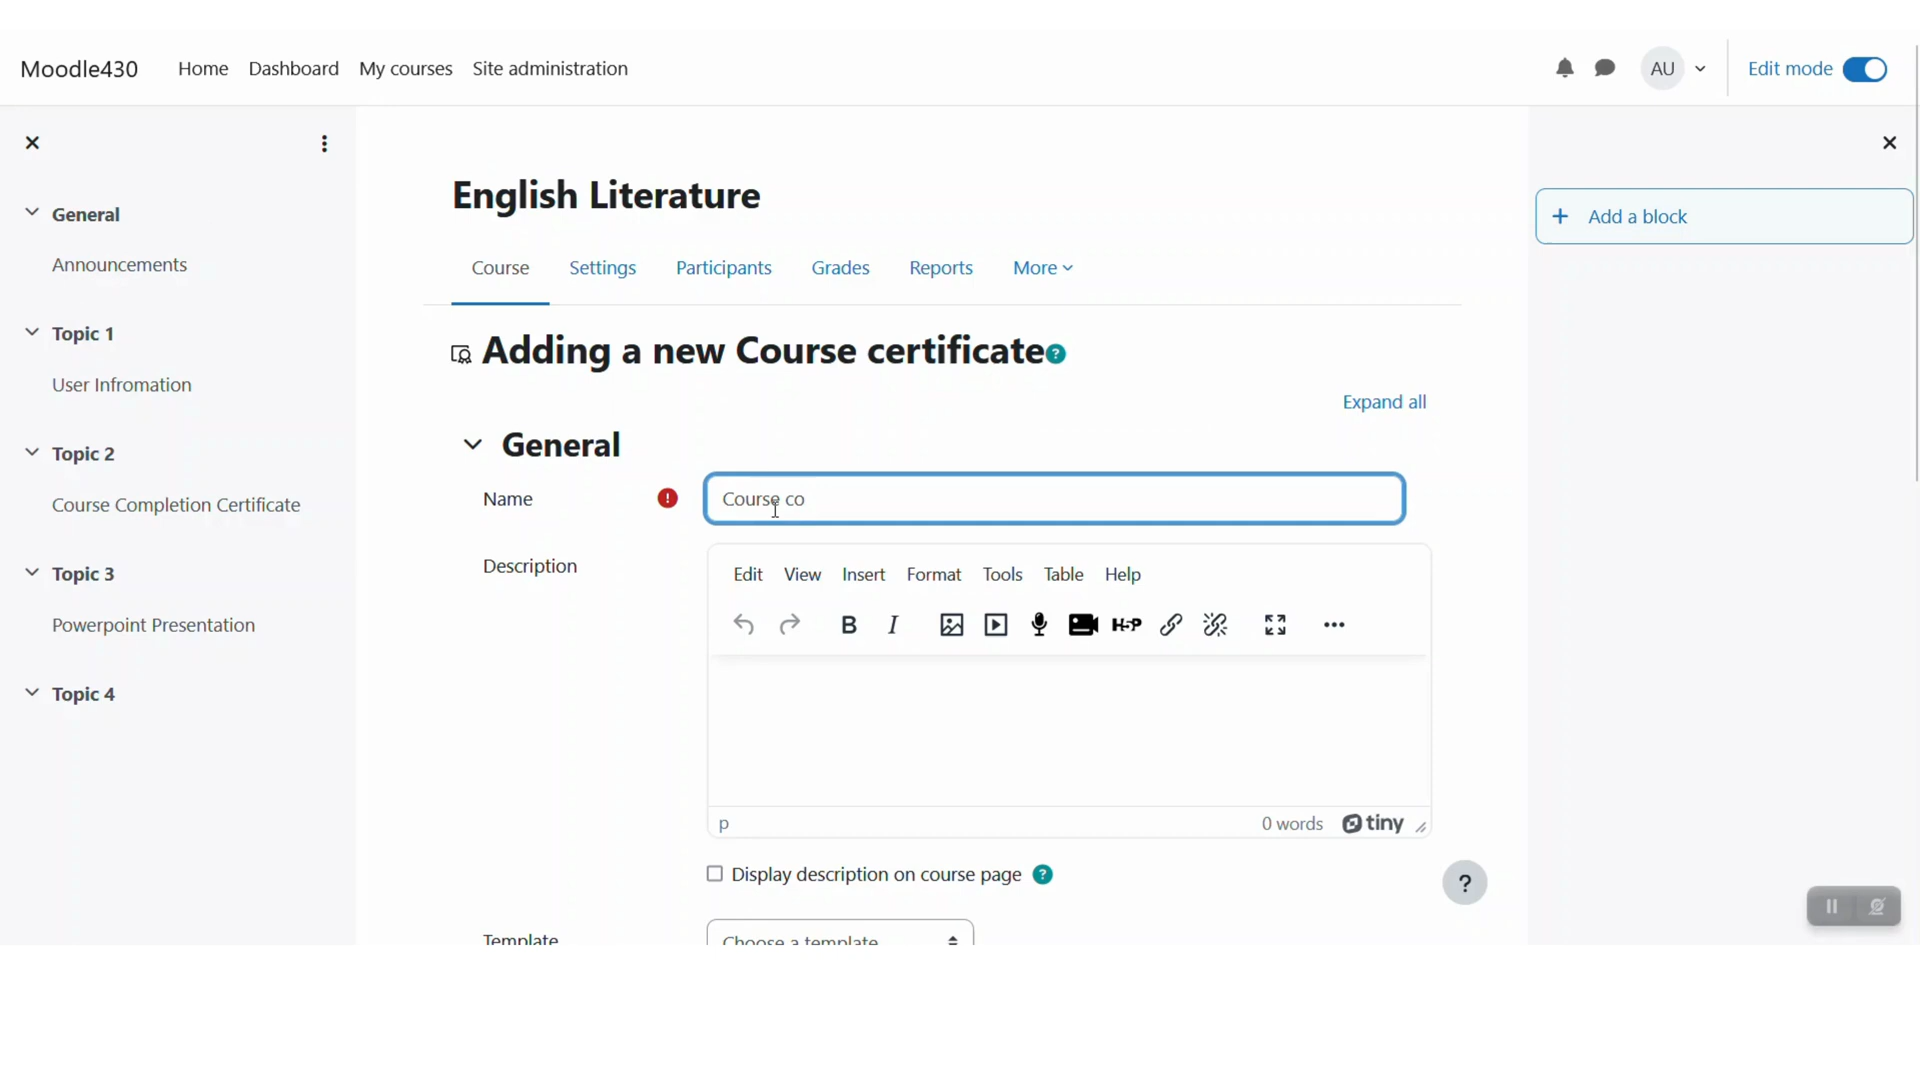 Moodle430 Home Dashboard My courses Site administration AU Edit mode
General
Announcements
Topic 1
User Infromation
Topic 2
Course Completion Certificate
Topic 3
Powerpoint Presentation
Topic 4
English Literature
Course Settings Participants Grades Reports More
Adding a new Course certificate ?
Expand all
General
Name ! Course co
Description
Edit View Insert Format Tools Table Help
B I H5P
p 0 words tiny
Display description on course page ?
Template Choose a template
+ Add a block
?